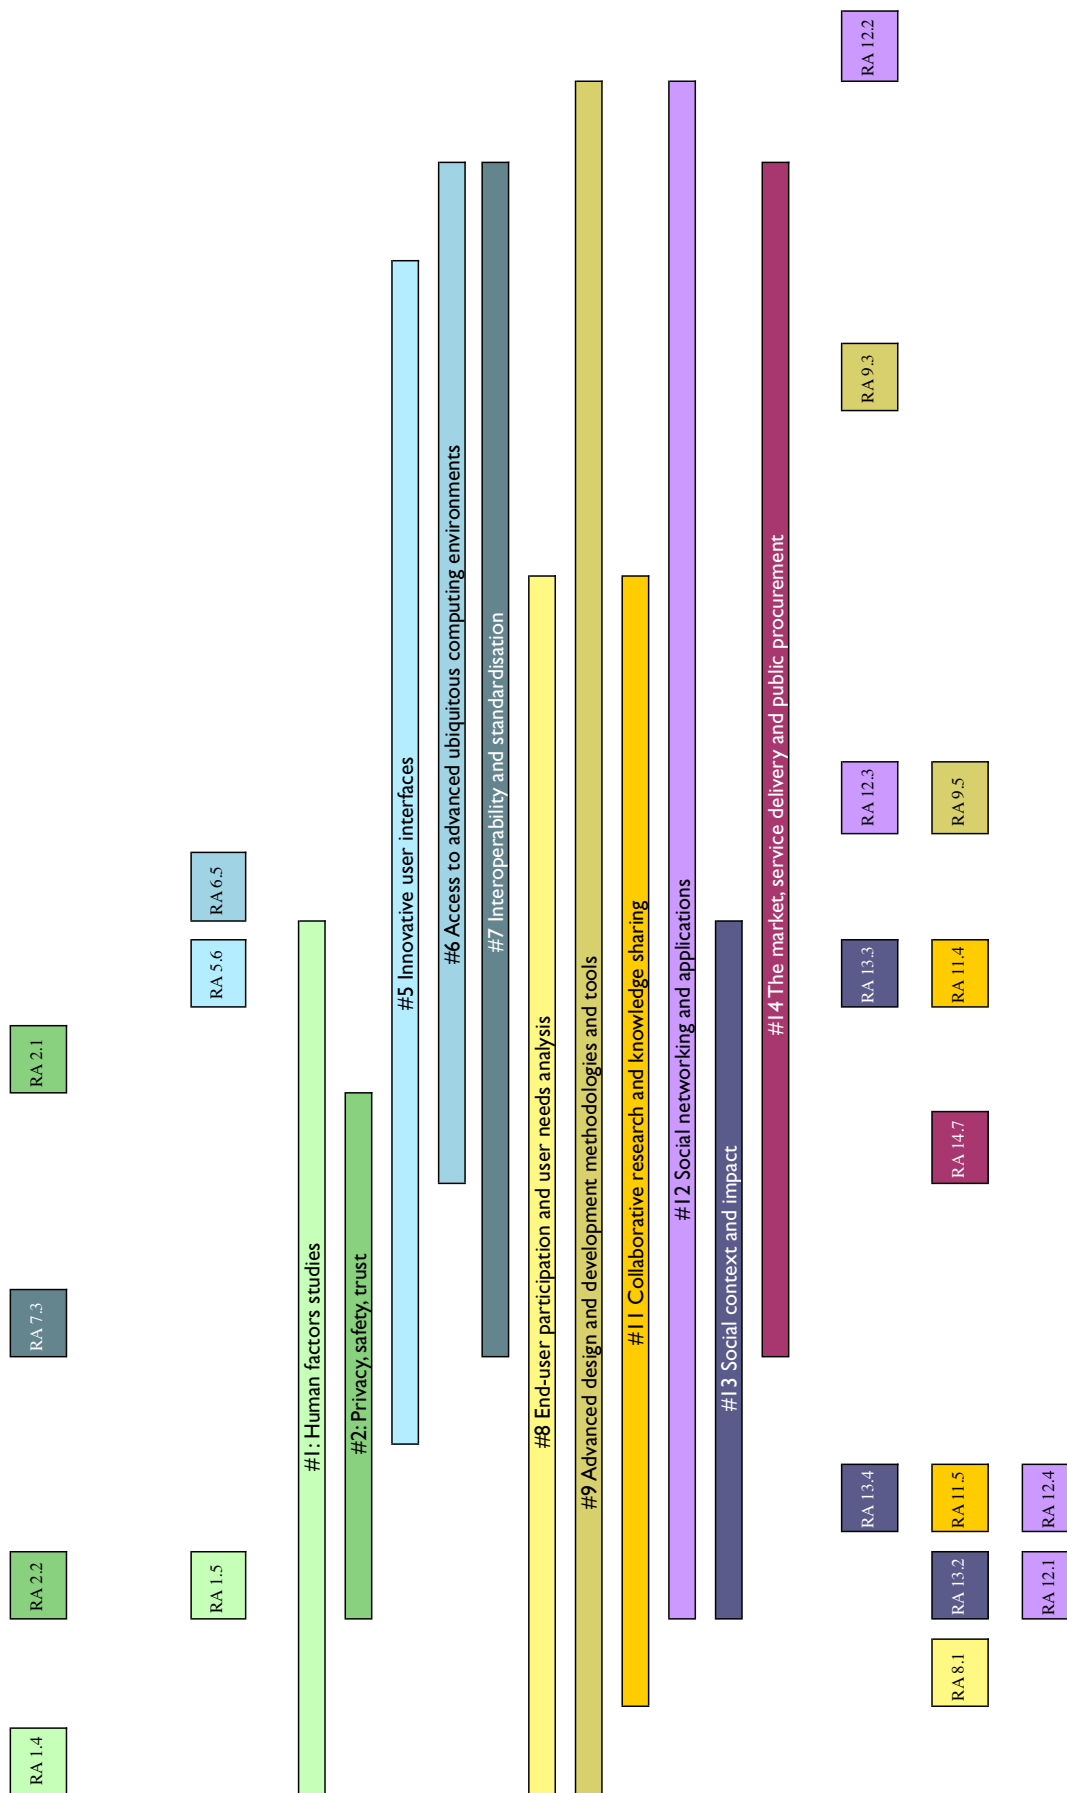 RA 1.4
RA 2.2
RA 7.3
RA 2.1
RA 1.5
RA 5.6
RA 6.5
#1: Human factors studies
#2: Privacy, safety, trust
#5 Innovative user interfaces
#6 Access to advanced ubiquitous computing environments
#7 Interoperability and standardisation
#8 End-user participation and user needs analysis
#9 Advanced design and development methodologies and tools
#11 Collaborative research and knowledge sharing
#12 Social networking and applications
#13 Social context and impact
#14 The market, service delivery and public procurement
RA 13.4
RA 13.3
RA 12.3
RA 9.3
RA 12.2
RA 8.1
RA 13.2
RA 11.5
RA 14.7
RA 11.4
RA 9.5
RA 12.1
RA 12.4